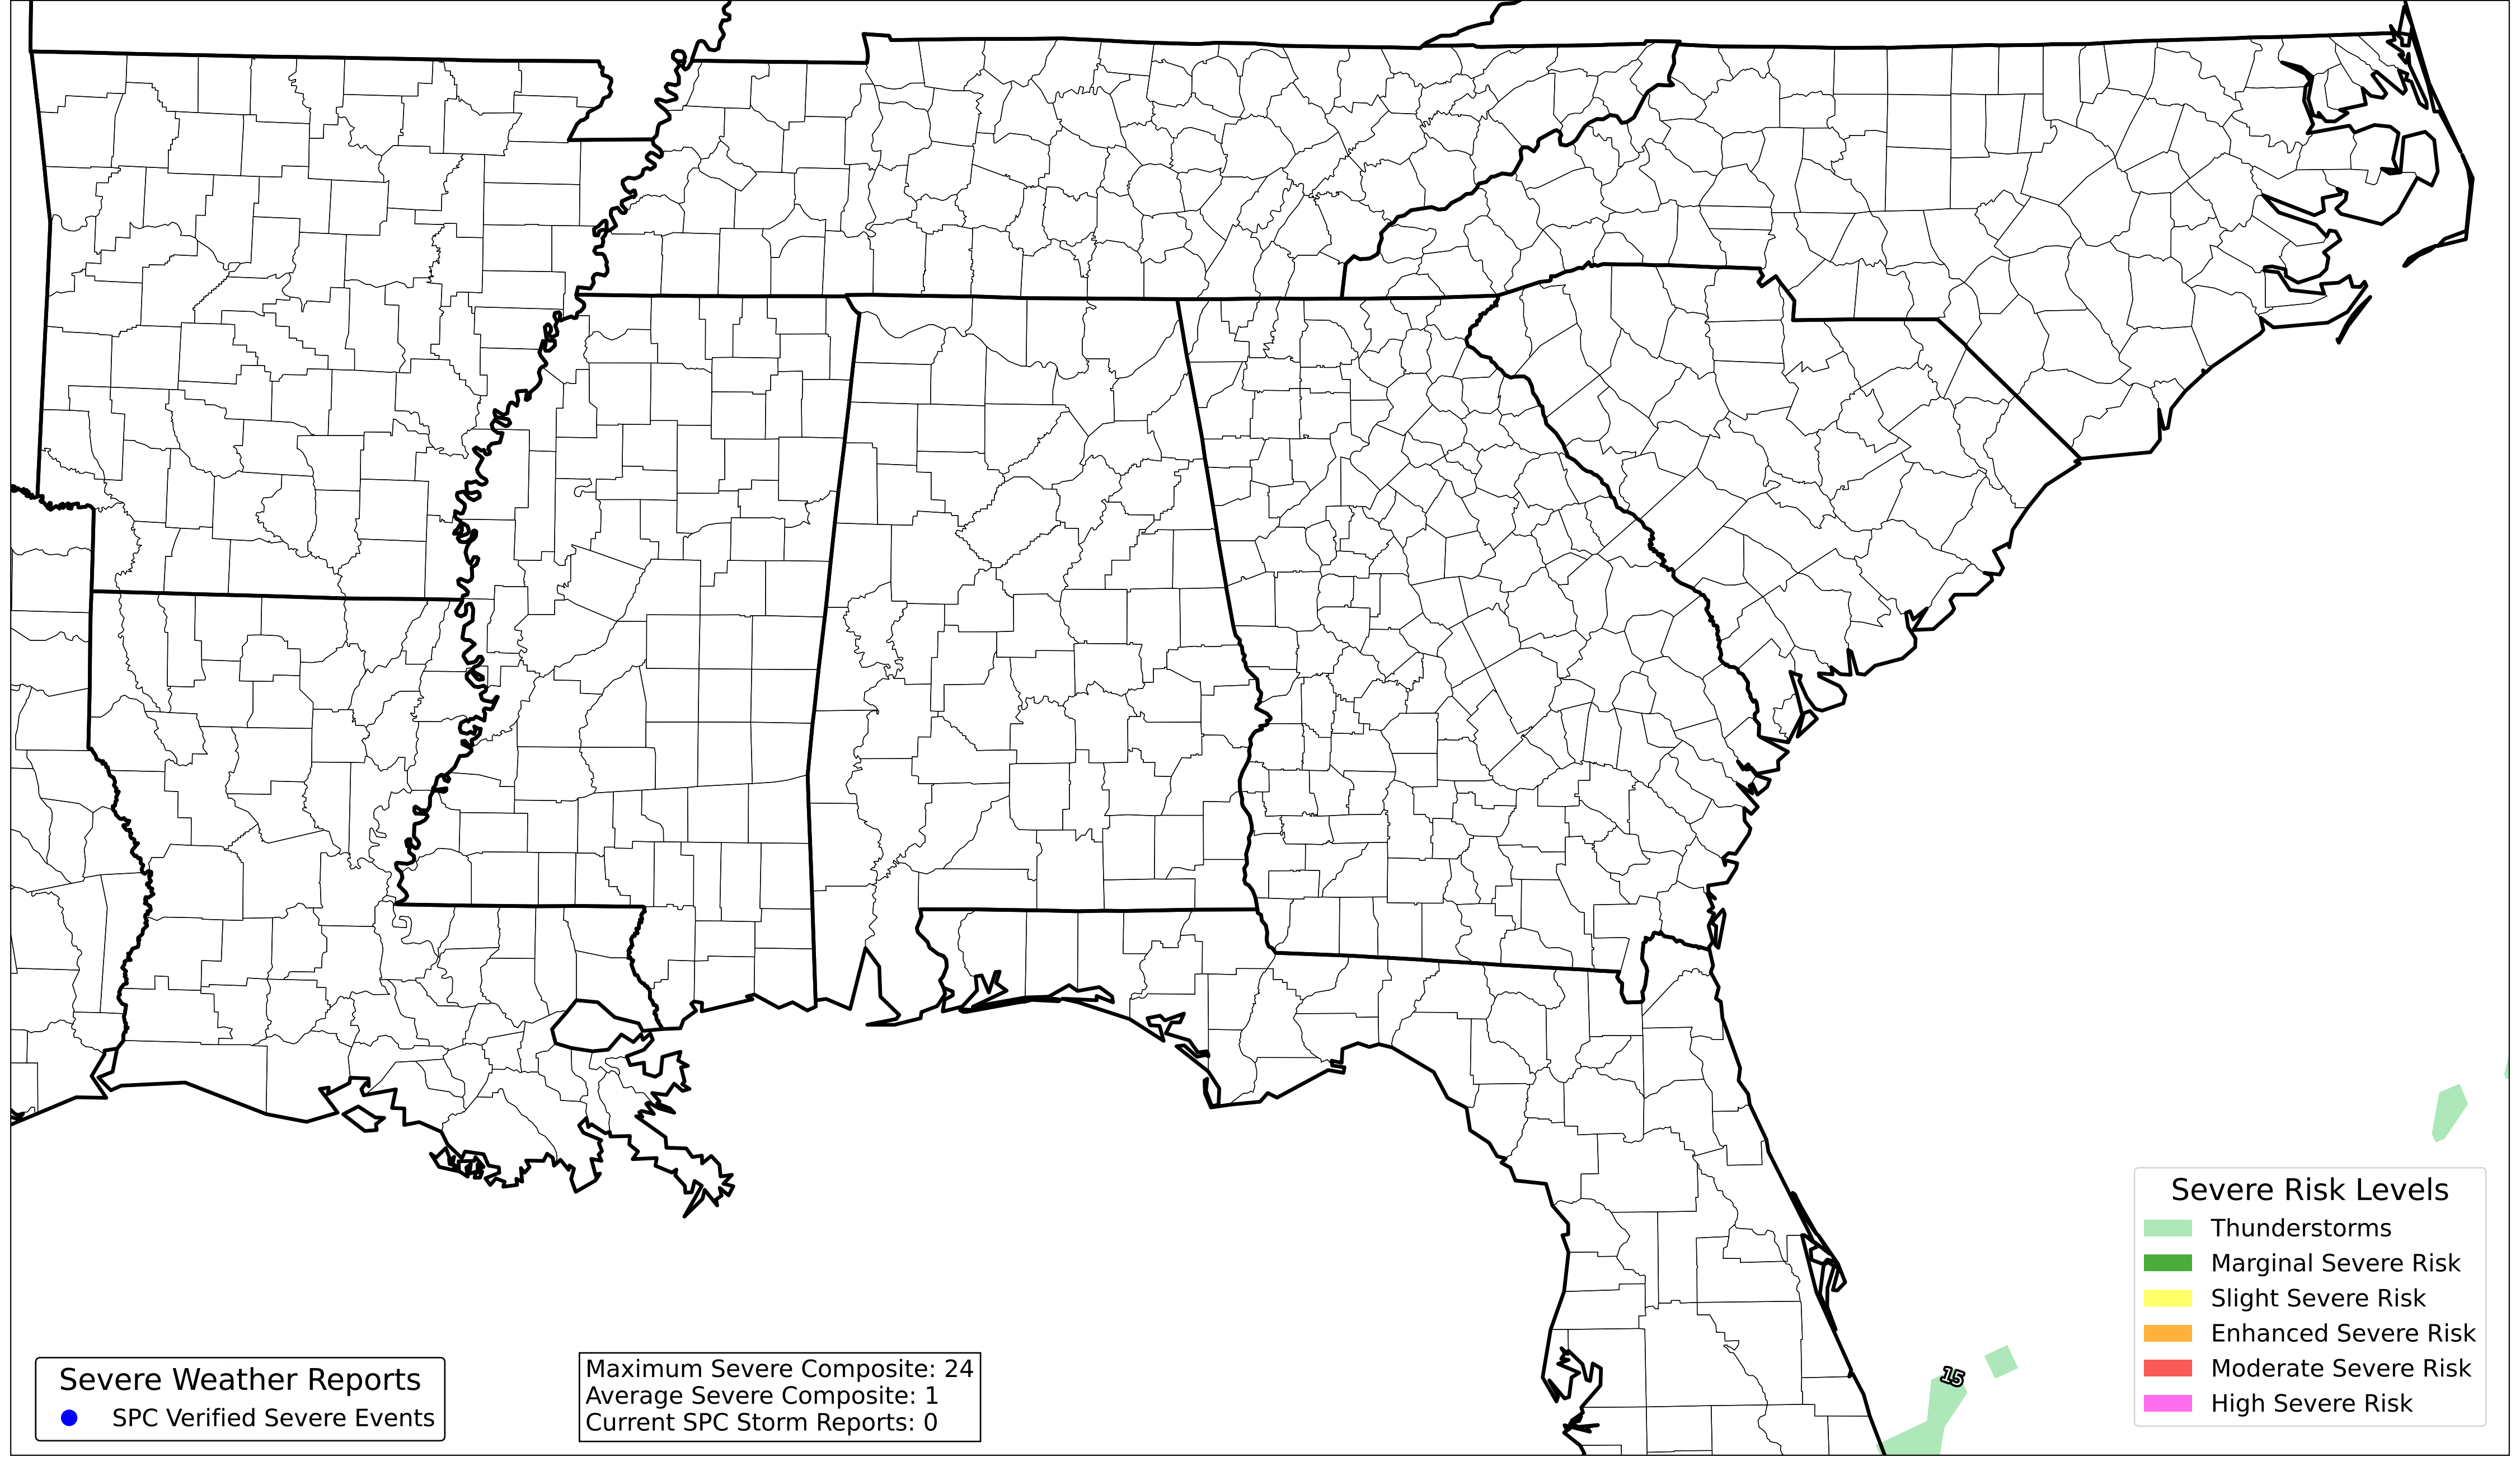 15
Severe Risk Levels
Thunderstorms
Marginal Severe Risk
Slight Severe Risk
Enhanced Severe Risk
Moderate Severe Risk
High Severe Risk
Severe Weather Reports
SPC Verified Severe Events
Maximum Severe Composite: 24
Average Severe Composite: 1
Current SPC Storm Reports: 0